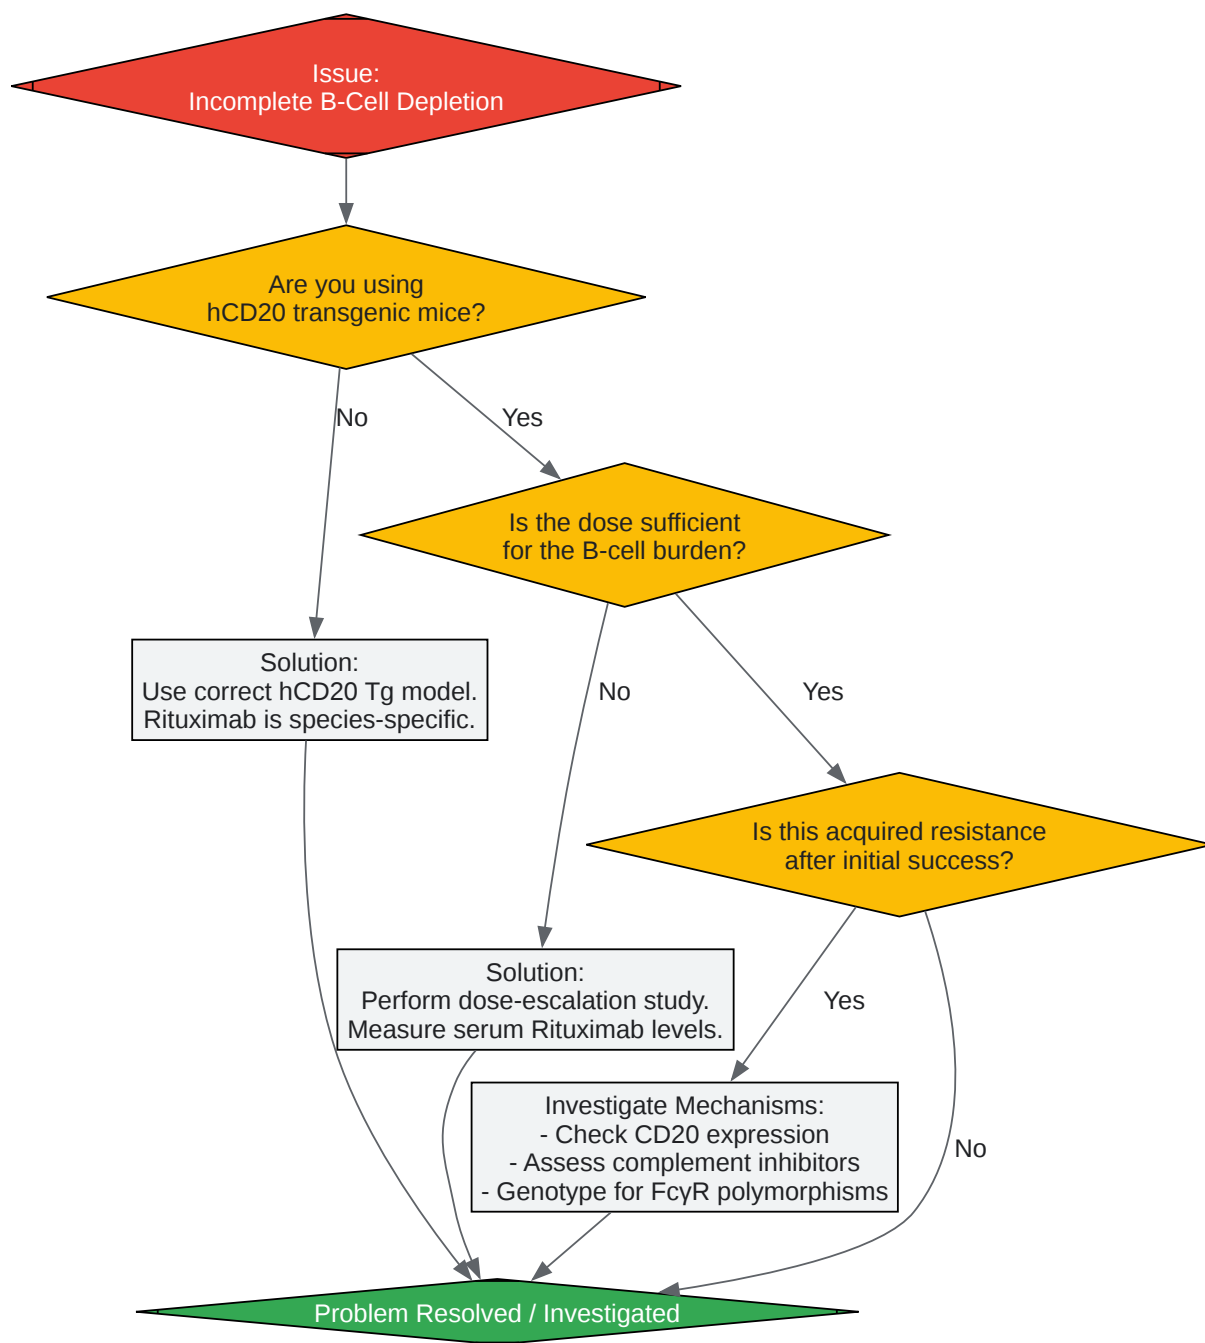 Issue:
Incomplete B-Cell Depletion
Are you using
hCD20 transgenic mice?
No
Yes
Is the dose sufficient
for the B-cell burden?
Solution:
Use correct hCD20 Tg model.
Rituximab is species-specific.
No
Yes
Is this acquired resistance
after initial success?
Solution:
Perform dose-escalation study.
Measure serum Rituximab levels.
Yes
No
Investigate Mechanisms:
- Check CD20 expression
- Assess complement inhibitors
- Genotype for FcγR polymorphisms
Problem Resolved / Investigated